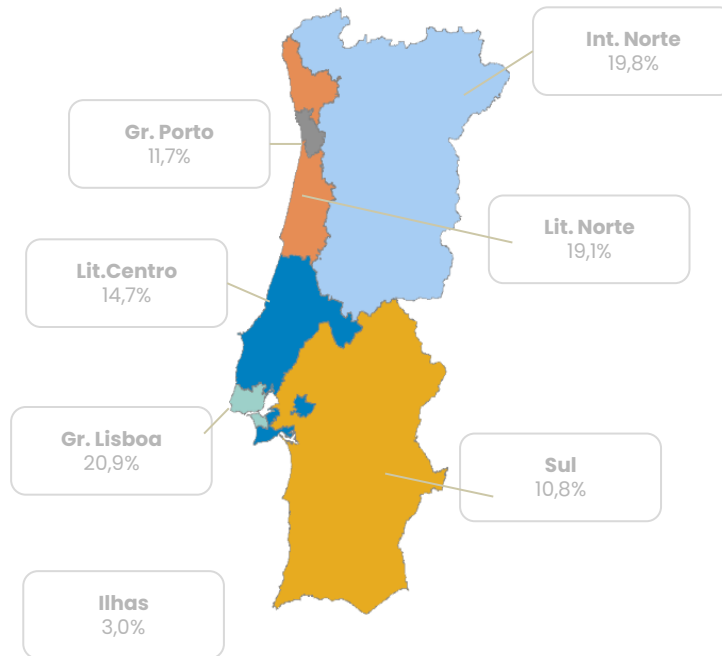 Int. Norte
19,8%
Gr. Porto
11,7%
Lit. Norte
19,1%
Lit.Centro
14,7%
Gr. Lisboa
20,9%
Sul
10,8%
Ilhas
3,0%